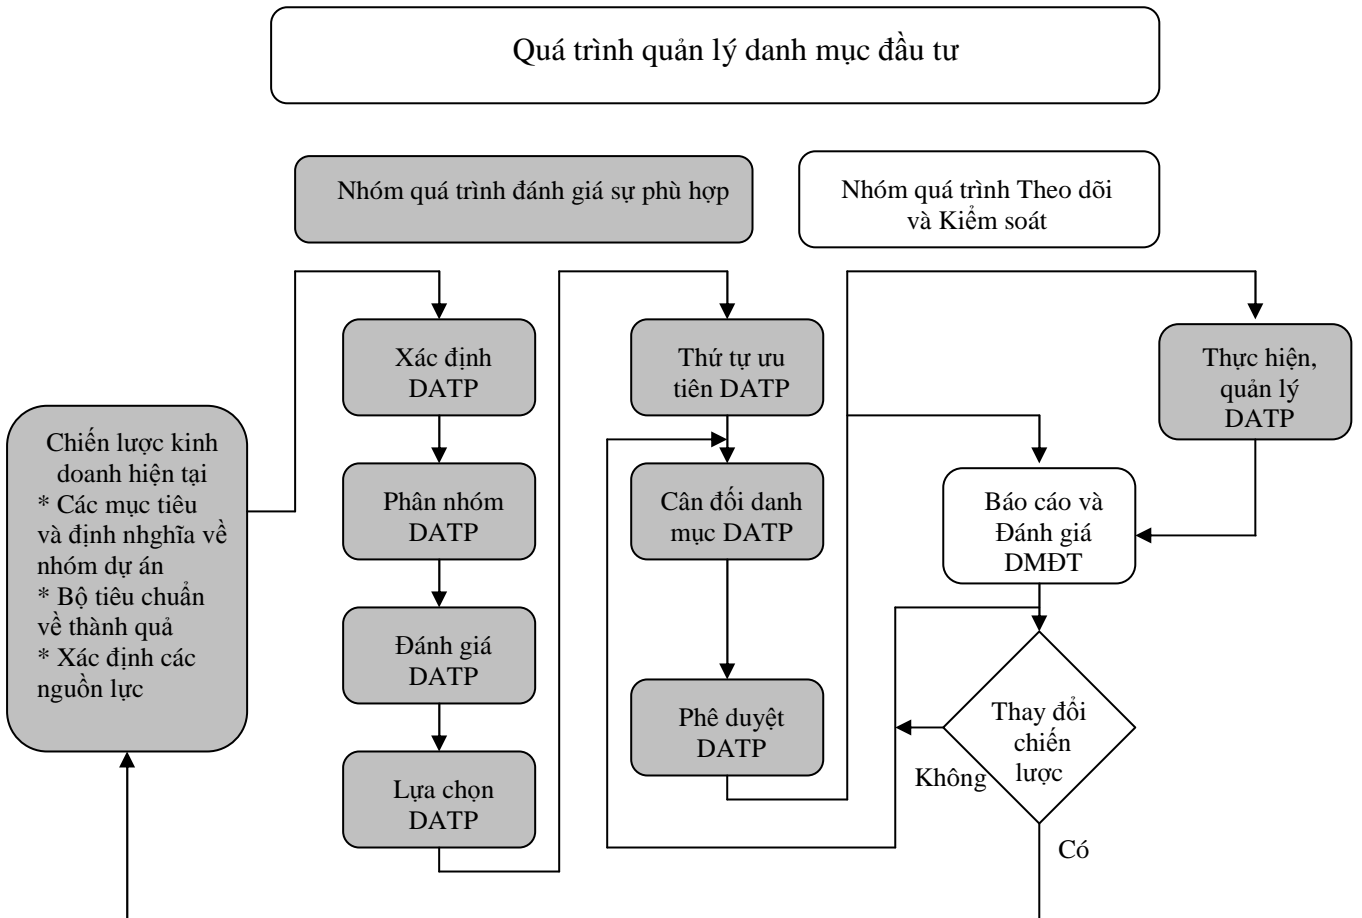 Quá trình quản lý danh mục đầu tư
Nhóm quá trình đánh giá sự phù hợp
Nhóm quá trình Theo dõi
và Kiểm soát
Chiến lược kinh
doanh hiện tại
* Các mục tiêu
và định nhghĩa về
nhóm dự án
* Bộ tiêu chuẩn
về thành quả
* Xác định các
nguồn lực
Xác định
DATP
Phân nhóm
DATP
Đánh giá
DATP
Lựa chọn
DATP
Thứ tự ưu
tiên DATP
Cân đối danh
mục DATP
Phê duyệt
DATP
Thực hiện,
quản lý
DATP
Báo cáo và
Đánh giá
DMĐT
Thay đổi
chiến
lược
Không
Có